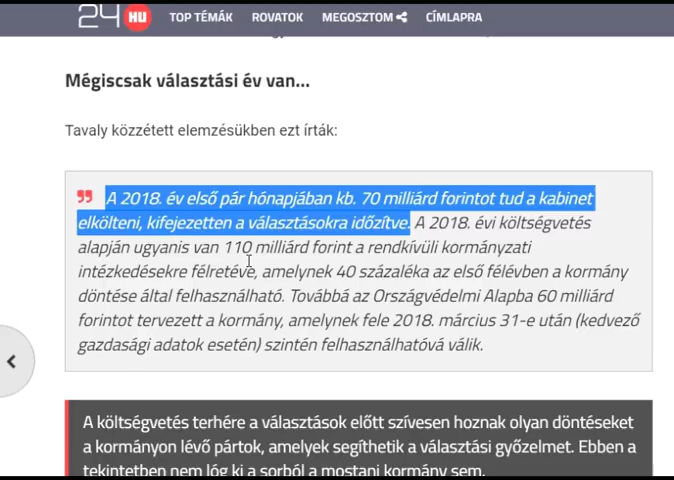 24 HU TOP TÉMÁK ROVATOK MEGOSZTOM CÍMLAPRA
Mégiscsak választási év van...
Tavaly közzétett elemzésükben ezt írták:
A 2018. év első pár hónapjában kb. 70 milliárd forintot tud a kabinet
elkölteni, kifejezetten a választásokra időzítve. A 2018. évi költségvetés
alapján ugyanis van 110 milliárd forint a rendkívüli kormányzati
intézkedésekre félretéve, amelynek 40 százaléka az első félévben a kormány
döntése által felhasználható. Továbbá az Országvédelmi Alapba 60 milliárd
forintot tervezett a kormány, amelynek fele 2018. március 31-e után (kedvező
gazdasági adatok esetén) szintén felhasználhatóvá válik.
A költségvetés terhére a választások előtt szívesen hoznak olyan döntéseket
a kormányon lévő pártok, amelyek segíthetik a választási győzelmet. Ebben a
tekintetben nem lóg ki a sorból a mostani kormány sem.